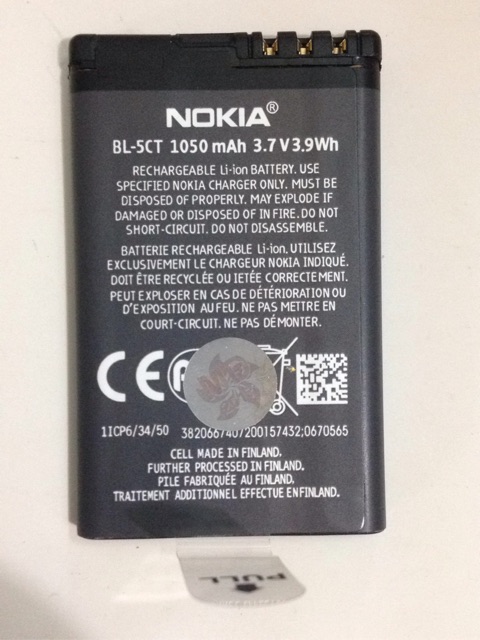 NOKIA®
BL-5CT 1050 mAh 3.7 V 3.9Wh
RECHARGEABLE Li-ion BATTERY. USE
SPECIFIED NOKIA CHARGER ONLY. MUST BE
DISPOSED OF PROPERLY. MAY EXPLODE IF
DAMAGED OR DISPOSED OF IN FIRE. DO NOT
SHORT-CIRCUIT. DO NOT DISASSEMBLE.
BATTERIE RECHARGEABLE Li-ion. UTILISEZ
EXCLUSIVEMENT LE CHARGEUR NOKIA INDIQUÉ.
DOIT ÊTRE RECYCLÉE OU JETÉE CORRECTEMENT.
PEUT EXPLOSER EN CAS DE DÉTÉRIORATION OU
D'EXPOSITION AU FEU. NE PAS METTRE EN
COURT-CIRCUIT. NE PAS DÉMONTER.
CE
1ICP6/34/50 3820667407200157432;0670565
CELL MADE IN FINLAND.
FURTHER PROCESSED IN FINLAND.
PILE FABRIQUÉE AU FINLAND.
TRAITEMENT ADDITIONNEL EFFECTUE EN FINLAND.
PULL